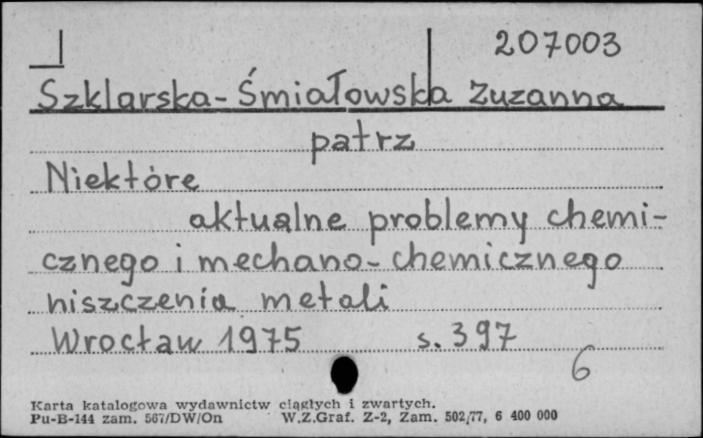 207003
Szklarska-Śmiałowska Zuzanna
patrz
Niektóre
aktualne problemy chemi-
cznego i mechano-chemicznego
niszczenia metali
Wrocław 1975 s. 397
6
Karta katalogowa wydawnictw ciągłych i zwartych.
Pu-B-144 zam. 567/DW/On W.Z.Graf. Z-2, Zam. 502/77, 6 400 000